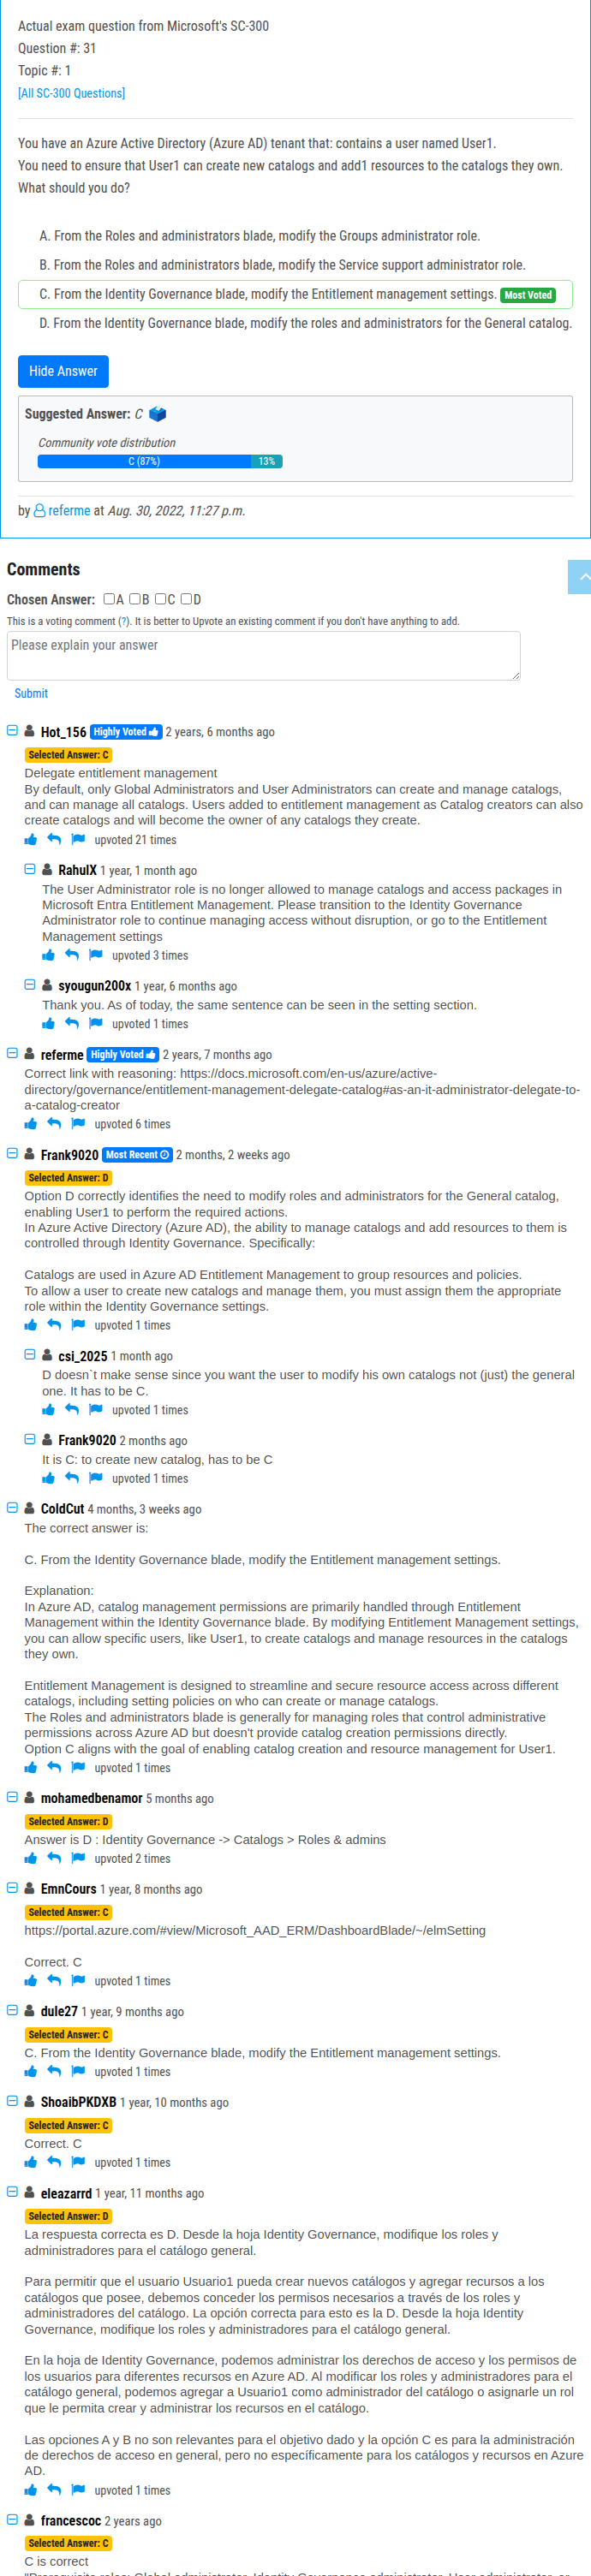 Actual exam question from Microsoft's SC-300
Question #: 31
Topic #: 1
[All SC-300 Questions]
You have an Azure Active Directory (Azure AD) tenant that: contains a user named User1.
You need to ensure that User1 can create new catalogs and add1 resources to the catalogs they own.
What should you do?
A. From the Roles and administrators blade, modify the Groups administrator role.
B. From the Roles and administrators blade, modify the Service support administrator role.
C. From the Identity Governance blade, modify the Entitlement management settings. Most Voted
D. From the Identity Governance blade, modify the roles and administrators for the General catalog.
Hide Answer
Suggested Answer: C
Community vote distribution
C (87%) 13%
by referme at Aug. 30, 2022, 11:27 p.m.
Comments
Chosen Answer: A B C D
This is a voting comment (?). It is better to Upvote an existing comment if you don't have anything to add.
Please explain your answer
Submit
Hot_156 Highly Voted 2 years, 6 months ago
Selected Answer: C
Delegate entitlement management
By default, only Global Administrators and User Administrators can create and manage catalogs,
and can manage all catalogs. Users added to entitlement management as Catalog creators can also
create catalogs and will become the owner of any catalogs they create.
upvoted 21 times
RahulX 1 year, 1 month ago
The User Administrator role is no longer allowed to manage catalogs and access packages in
Microsoft Entra Entitlement Management. Please transition to the Identity Governance
Administrator role to continue managing access without disruption, or go to the Entitlement
Management settings
upvoted 3 times
syougun200x 1 year, 6 months ago
Thank you. As of today, the same sentence can be seen in the setting section.
upvoted 1 times
referme Highly Voted 2 years, 7 months ago
Correct link with reasoning: https://docs.microsoft.com/en-us/azure/active-
directory/governance/entitlement-management-delegate-catalog#as-an-it-administrator-delegate-to-
a-catalog-creator
upvoted 6 times
Frank9020 Most Recent 2 months, 2 weeks ago
Selected Answer: D
Option D correctly identifies the need to modify roles and administrators for the General catalog,
enabling User1 to perform the required actions.
In Azure Active Directory (Azure AD), the ability to manage catalogs and add resources to them is
controlled through Identity Governance. Specifically:
Catalogs are used in Azure AD Entitlement Management to group resources and policies.
To allow a user to create new catalogs and manage them, you must assign them the appropriate
role within the Identity Governance settings.
upvoted 1 times
csi_2025 1 month ago
D doesn`t make sense since you want the user to modify his own catalogs not (just) the general
one. It has to be C.
upvoted 1 times
Frank9020 2 months ago
It is C: to create new catalog, has to be C
upvoted 1 times
ColdCut 4 months, 3 weeks ago
The correct answer is:
C. From the Identity Governance blade, modify the Entitlement management settings.
Explanation:
In Azure AD, catalog management permissions are primarily handled through Entitlement
Management within the Identity Governance blade. By modifying Entitlement Management settings,
you can allow specific users, like User1, to create catalogs and manage resources in the catalogs
they own.
Entitlement Management is designed to streamline and secure resource access across different
catalogs, including setting policies on who can create or manage catalogs.
The Roles and administrators blade is generally for managing roles that control administrative
permissions across Azure AD but doesn't provide catalog creation permissions directly.
Option C aligns with the goal of enabling catalog creation and resource management for User1.
upvoted 1 times
mohamedbenamor 5 months ago
Selected Answer: D
Answer is D : Identity Governance -> Catalogs > Roles & admins
upvoted 2 times
EmnCours 1 year, 8 months ago
Selected Answer: C
https://portal.azure.com/#view/Microsoft_AAD_ERM/DashboardBlade/~/elmSetting
Correct. C
upvoted 1 times
dule27 1 year, 9 months ago
Selected Answer: C
C. From the Identity Governance blade, modify the Entitlement management settings.
upvoted 1 times
ShoaibPKDXB 1 year, 10 months ago
Selected Answer: C
Correct. C
upvoted 1 times
eleazarrd 1 year, 11 months ago
Selected Answer: D
La respuesta correcta es D. Desde la hoja Identity Governance, modifique los roles y
administradores para el catálogo general.
Para permitir que el usuario Usuario1 pueda crear nuevos catálogos y agregar recursos a los
catálogos que posee, debemos conceder los permisos necesarios a través de los roles y
administradores del catálogo. La opción correcta para esto es la D. Desde la hoja Identity
Governance, modifique los roles y administradores para el catálogo general.
En la hoja de Identity Governance, podemos administrar los derechos de acceso y los permisos de
los usuarios para diferentes recursos en Azure AD. Al modificar los roles y administradores para el
catálogo general, podemos agregar a Usuario1 como administrador del catálogo o asignarle un rol
que le permita crear y administrar los recursos en el catálogo.
Las opciones A y B no son relevantes para el objetivo dado y la opción C es para la administración
de derechos de acceso en general, pero no específicamente para los catálogos y recursos en Azure
AD.
upvoted 1 times
francescoc 2 years ago
Selected Answer: C
C is correct